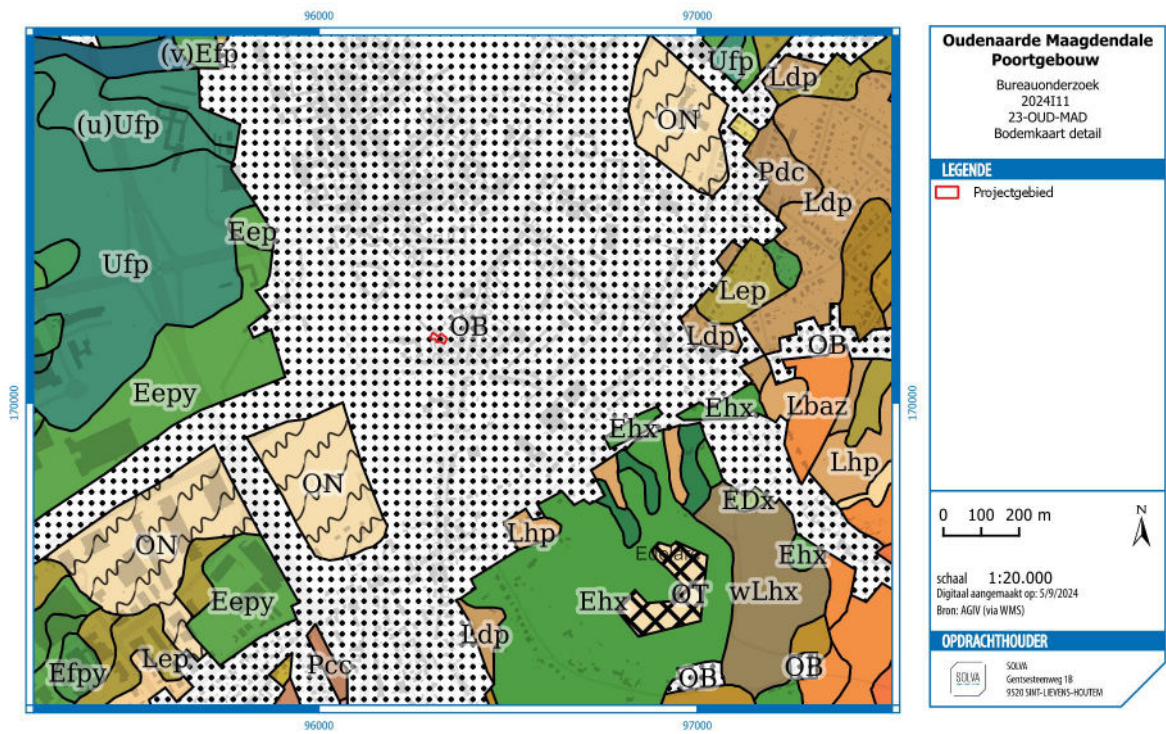 96000
97000
(v)Efp
Ufp
Ldp
ON
(u)Ufp
Pdc
Ldp
Eep
Ufp
Lep
OB
Ldp
OB
170000
170000
Eepy
Ehx
Lbaz
Ehx
Lhp
ON
EDx
Lhp
ON
Ehx
Eepy
Ehx
OT
wLhx
Ldp
Lep
Pcc
Efpy
OB
OB
96000
97000
Oudenaarde Maagdendale
Poortgebouw
Bureauonderzoek
2024I11
23-OUD-MAD
Bodemkaart detail
LEGENDE
Projectgebied
0 100 200 m
N
schaal 1:20.000
Digitaal aangemaakt op: 5/9/2024
Bron: AGIV (via WMS)
OPDRACHTHOUDER
SOLVA
SOLVA
Gentsesteenweg 1B
9520 SINT-LIEVENS-HOUTEM